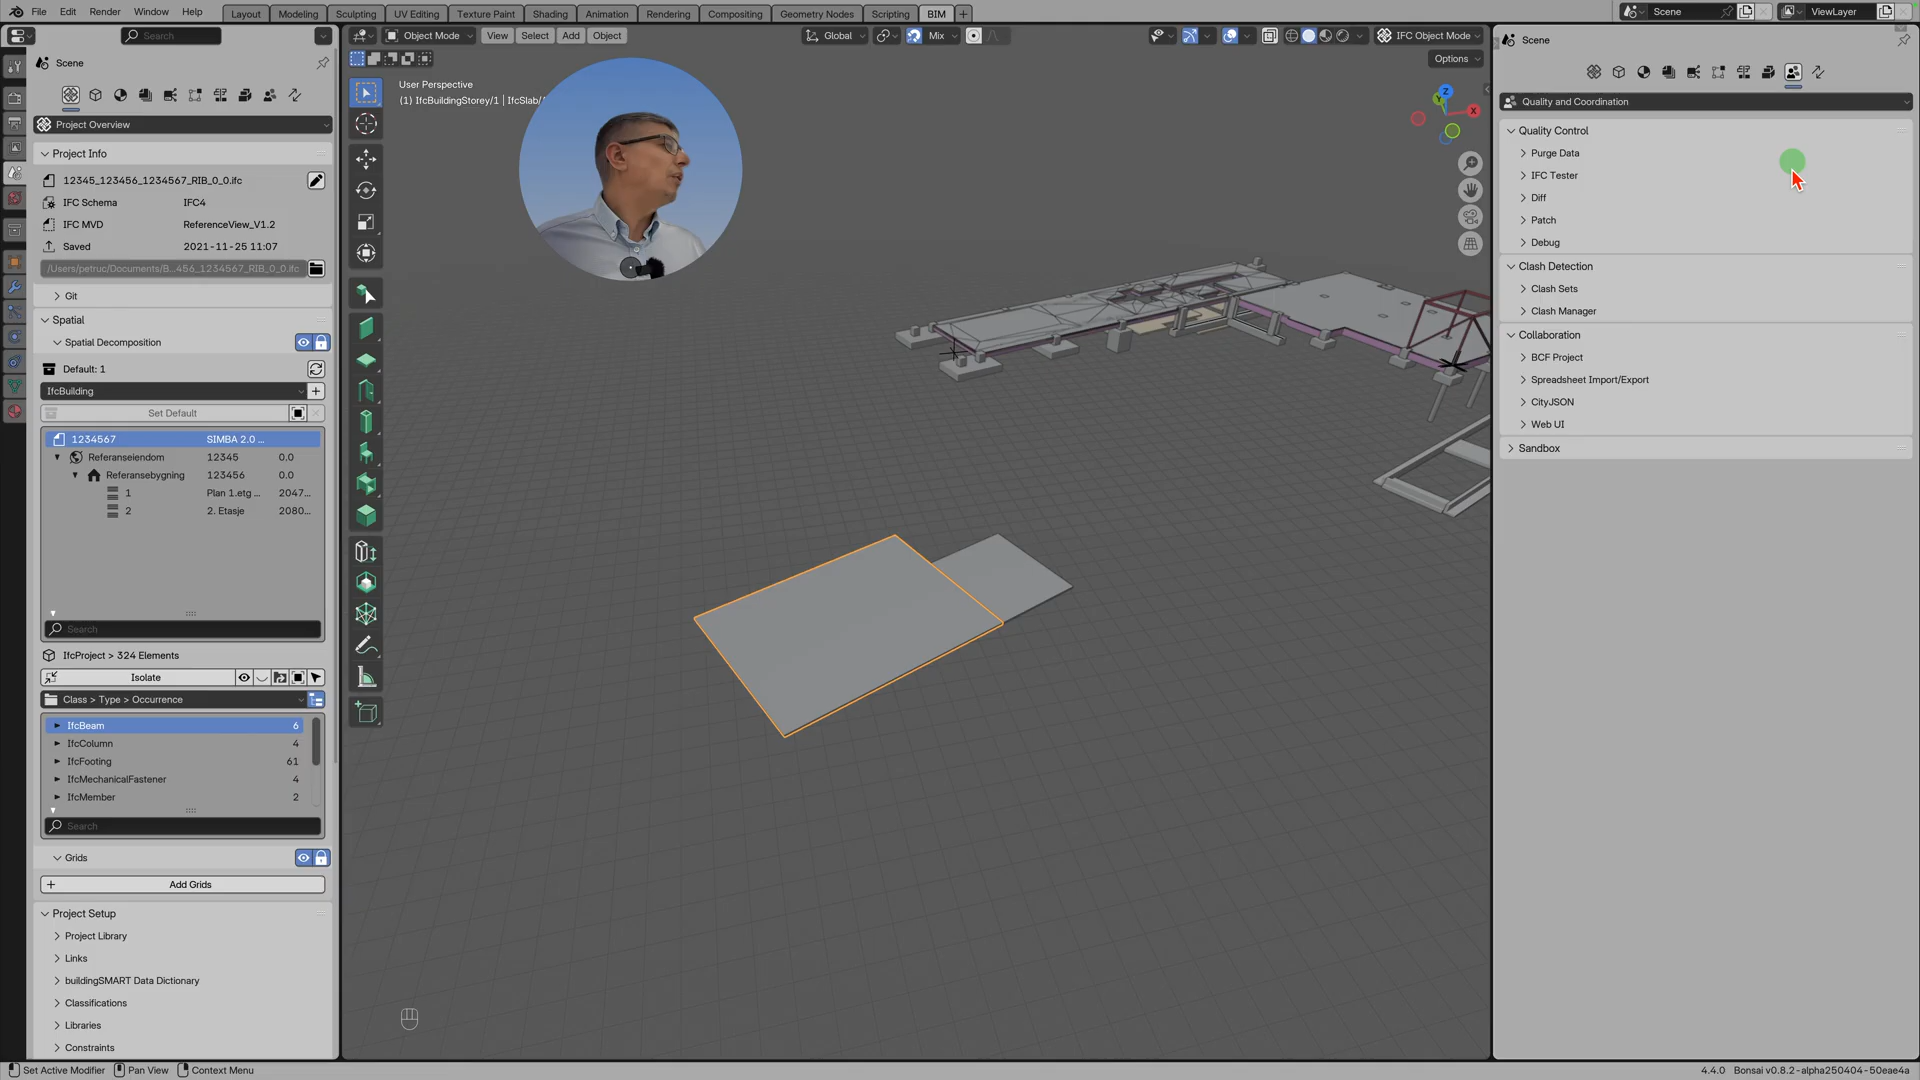 File Edit Render Window Help
Layout Modeling Sculpting UV Editing Texture Paint Shading Animation Rendering Compositing Geometry Nodes Scripting BIM
Scene ViewLayer
Search
Object Mode View Select Add Object
Global Mix
IFC Object Mode
Options
Scene
Project Overview
Project Info
12345_123456_1234567_RIB_0_0.ifc
IFC Schema IFC4
IFC MVD ReferenceView_V1.2
Saved 2021-11-25 11:07
/Users/petruc/Documents/B...456_1234567_RIB_0_0.ifc
Git
Spatial
Spatial Decomposition
Default: 1
IfcBuilding
Set Default
1234567 SIMBA 2.0 ...
Referanseiendom 12345 0.0
Referansebygning 123456 0.0
1 Plan 1.etg ... 2047...
2 2. Etasje 2080...
Search
IfcProject > 324 Elements
Isolate
Class > Type > Occurrence
IfcBeam 6
IfcColumn 4
IfcFooting 61
IfcMechanicalFastener 4
IfcMember 2
Search
Grids
Add Grids
Project Setup
Project Library
Links
buildingSMART Data Dictionary
Classifications
Libraries
Constraints
User Perspective
(1) IfcBuildingStorey/1 | IfcSlab/
Z
Y
X
Scene
Quality and Coordination
Quality Control
Purge Data
IFC Tester
Diff
Patch
Debug
Clash Detection
Clash Sets
Clash Manager
Collaboration
BCF Project
Spreadsheet Import/Export
CityJSON
Web UI
Sandbox
Set Active Modifier Pan View Context Menu
4.4.0 Bonsai v0.8.2-alpha250404-50eae4a